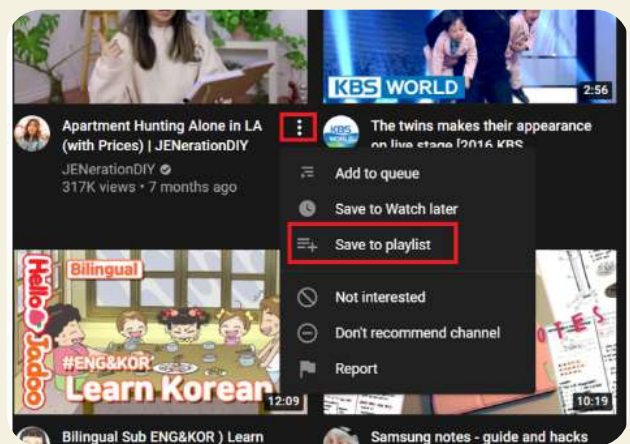 KBS WORLD
2:56
Apartment Hunting Alone in LA
(with Prices) | JENerationDIY
JENerationDIY
317K views • 7 months ago
KBS
The twins makes their appearance
on live stage [2016 KBS
Add to queue
Save to Watch later
Save to playlist
Not interested
Don't recommend channel
Report
Hello Jadoo
Bilingual
#ENG&KOR
Learn Korean
12:09
10:19
Bilingual Sub ENG&KOR ) Learn
Samsung notes - guide and hacks